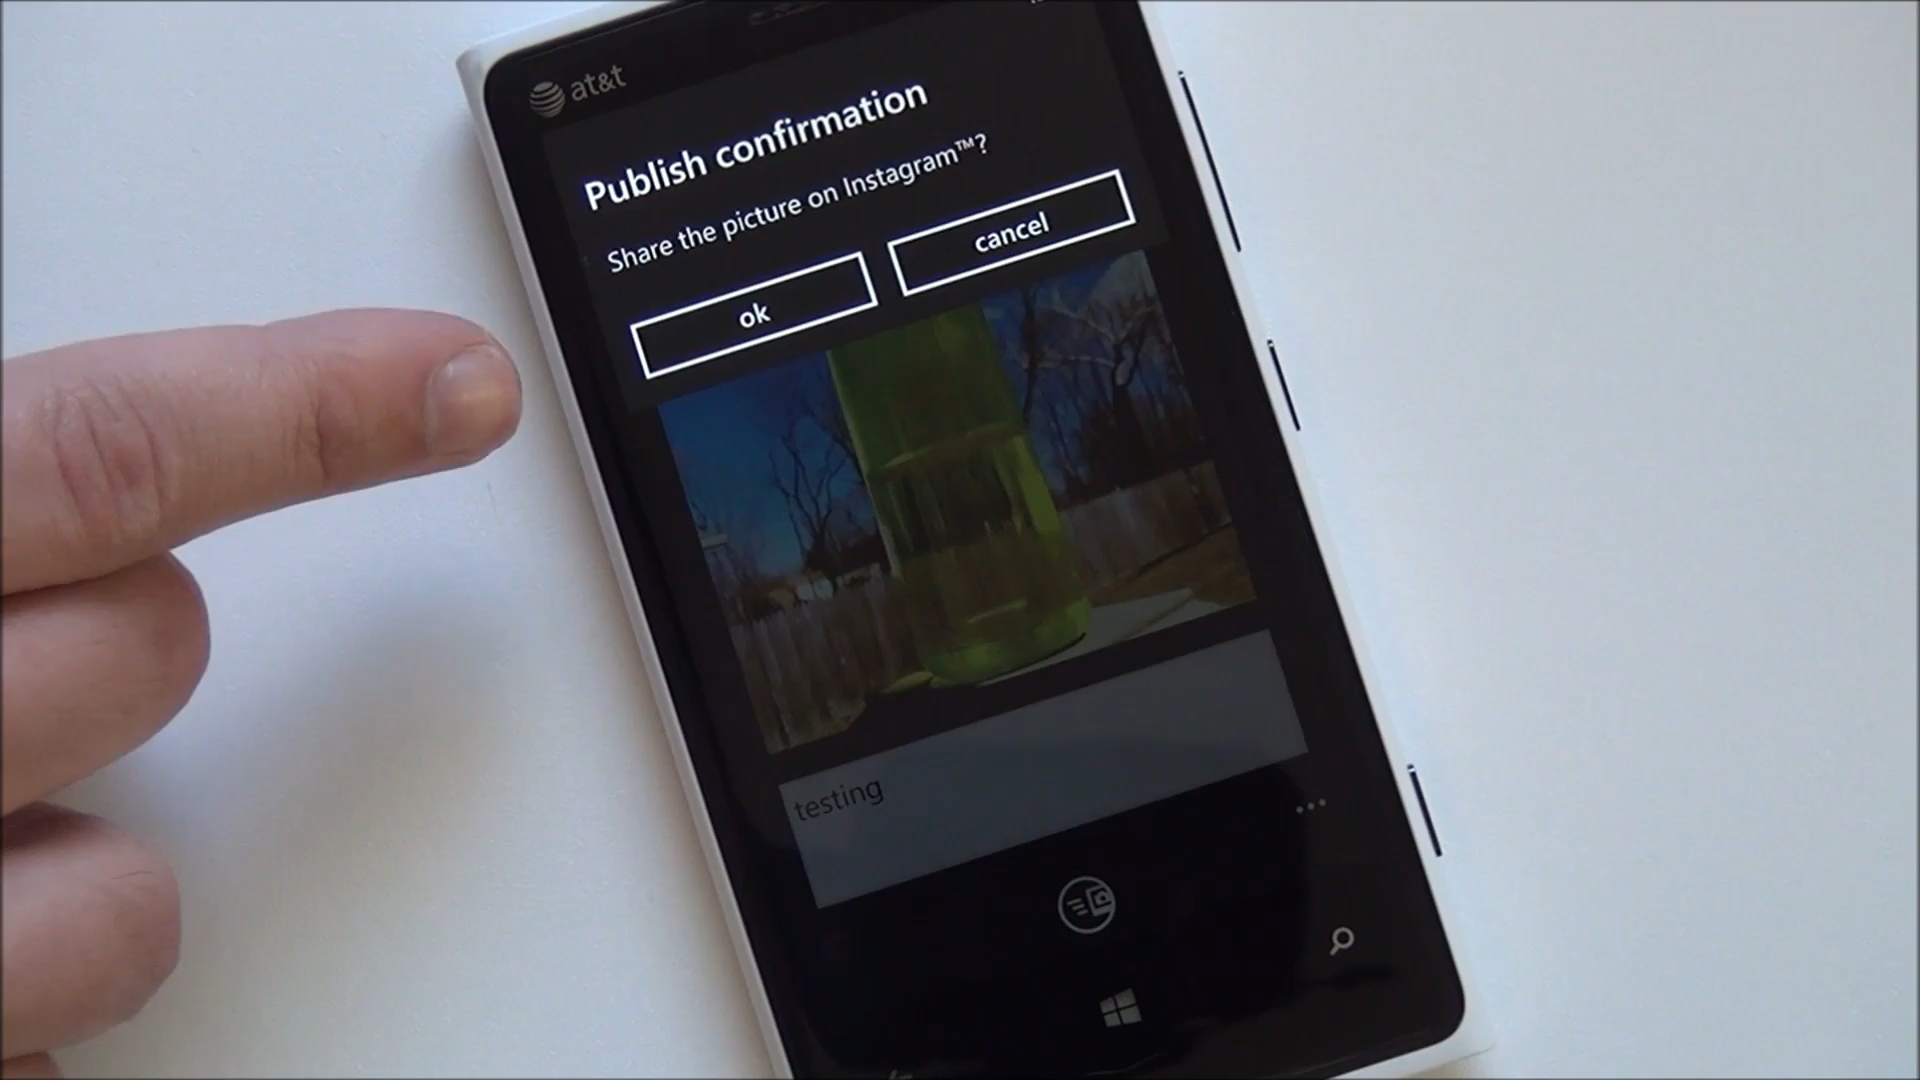 at&t
Publish confirmation
Share the picture on Instagram™?
ok
cancel
testing